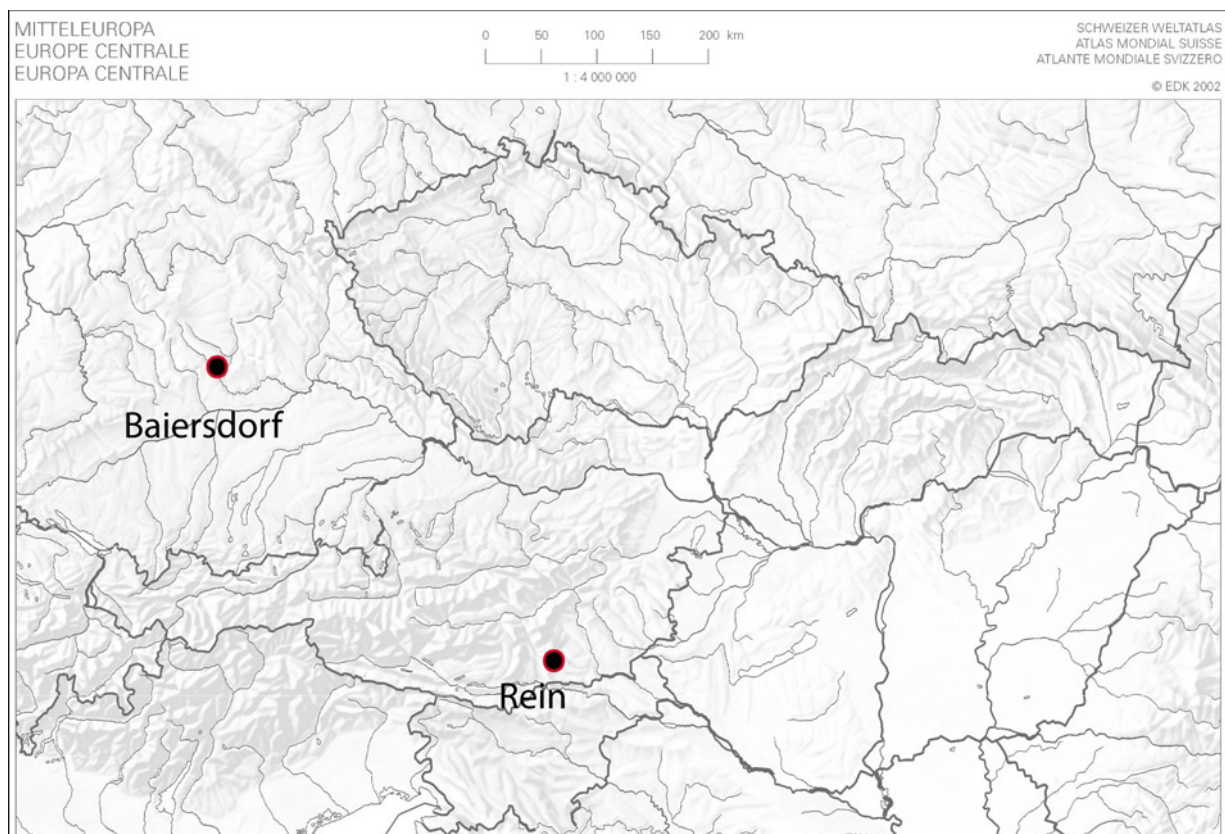 MITTELEUROPA
EUROPE CENTRALE
EUROPA CENTRALE
0 50 100 150 200 km
1 : 4 000 000
SCHWEIZER WELTATLAS
ATLAS MONDIAL SUISSE
ATLANTE MONDIALE SVIZZERO
© EDK 2002
Baiersdorf
Rein